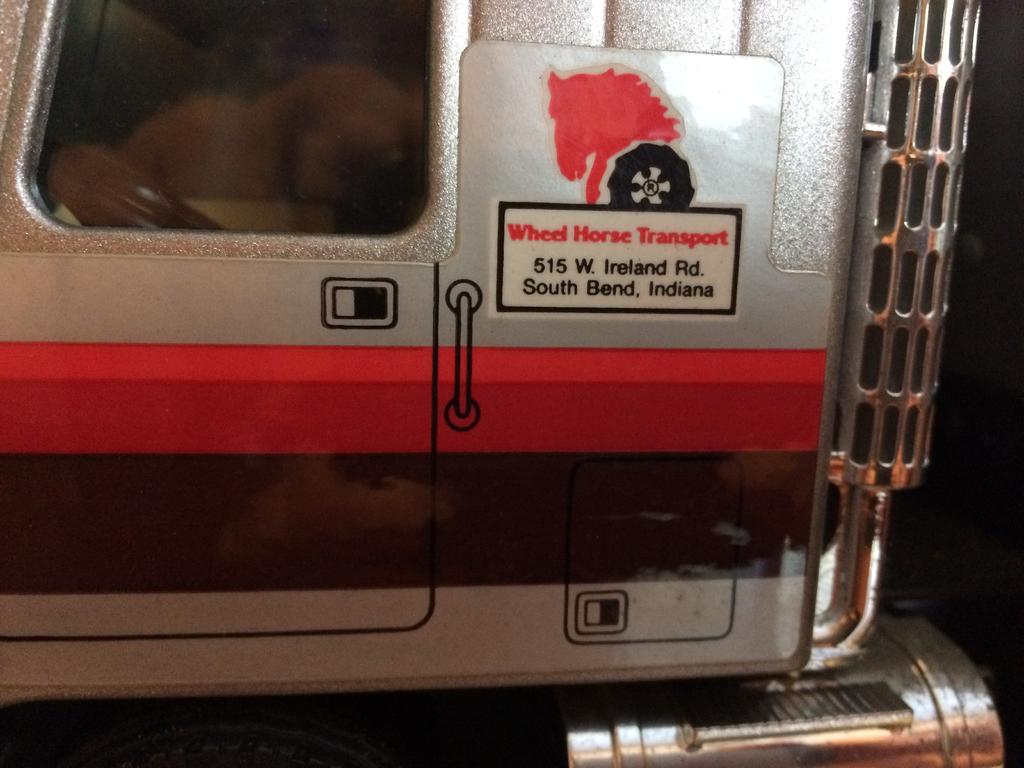 ®
Wheel Horse Transport
515 W. Ireland Rd.
South Bend, Indiana